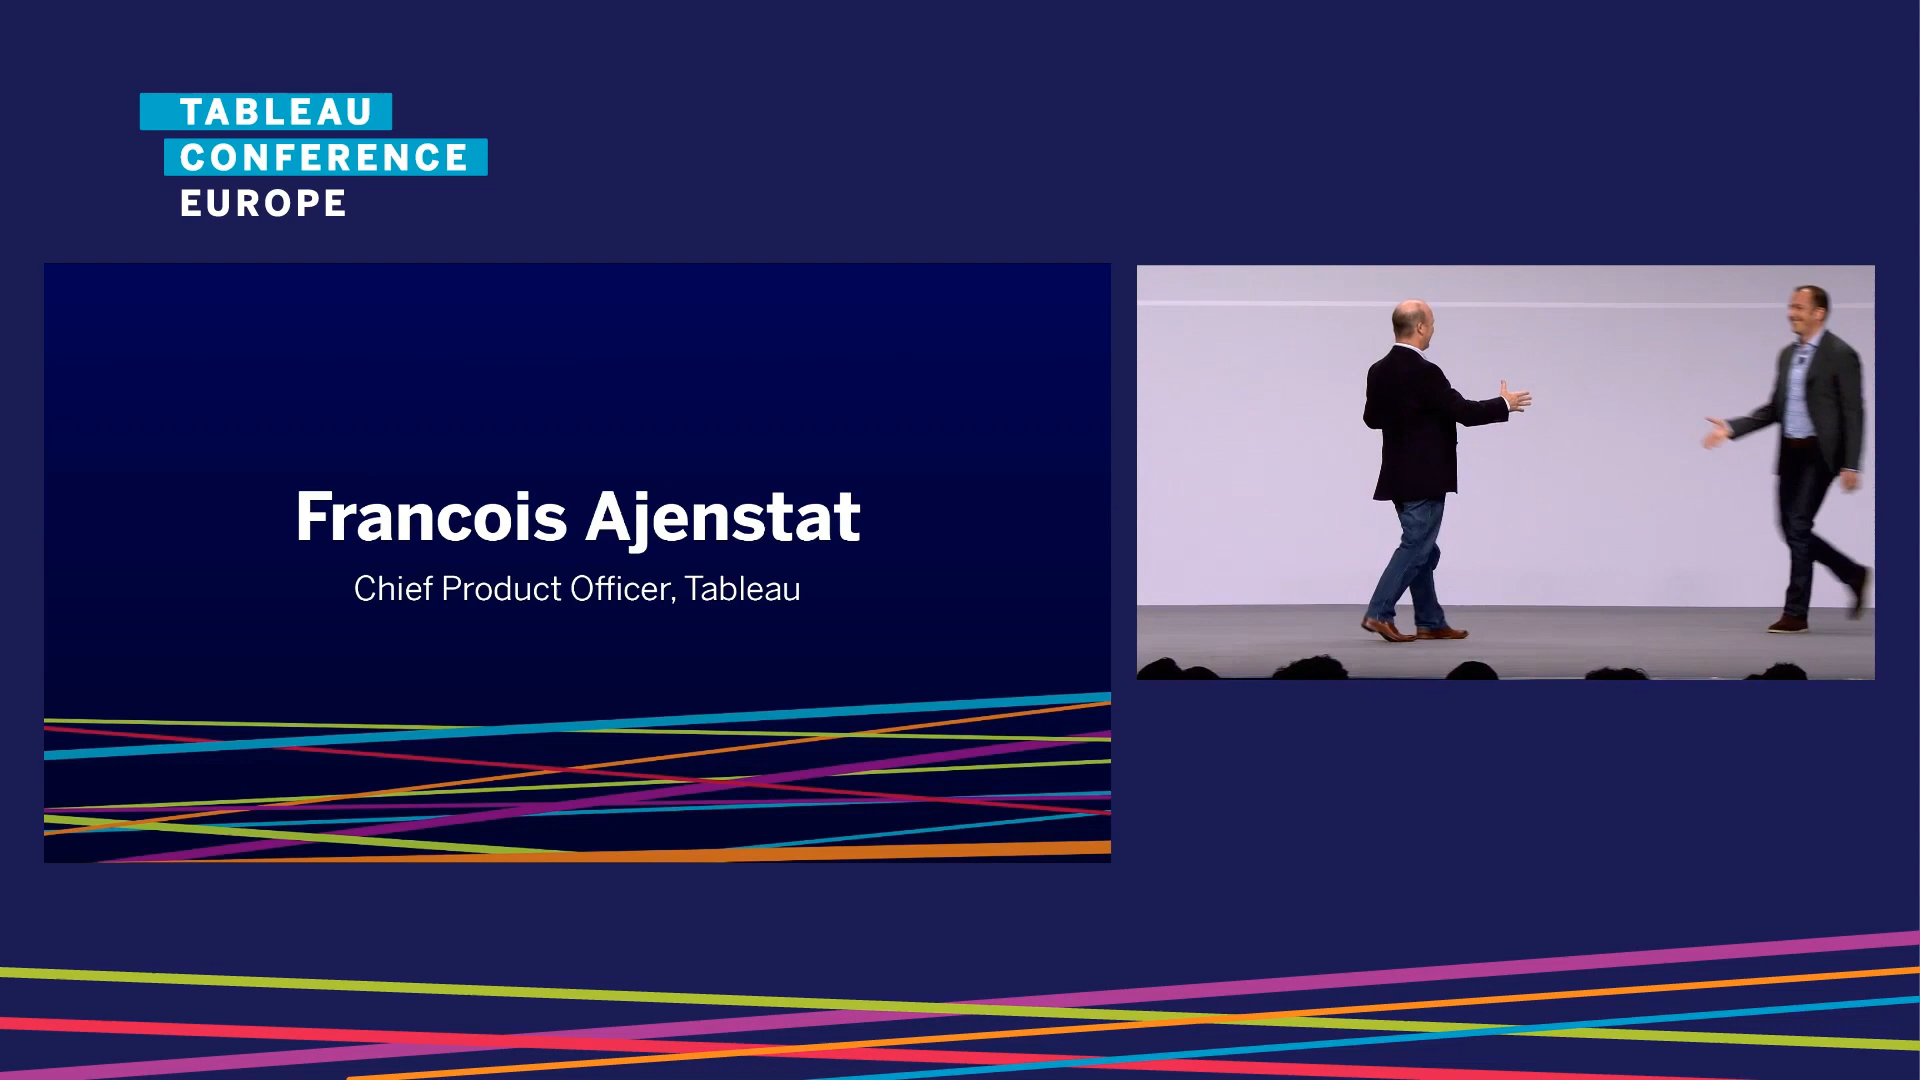 TABLEAU
CONFERENCE
EUROPE
Francois Ajenstat
Chief Product Officer, Tableau